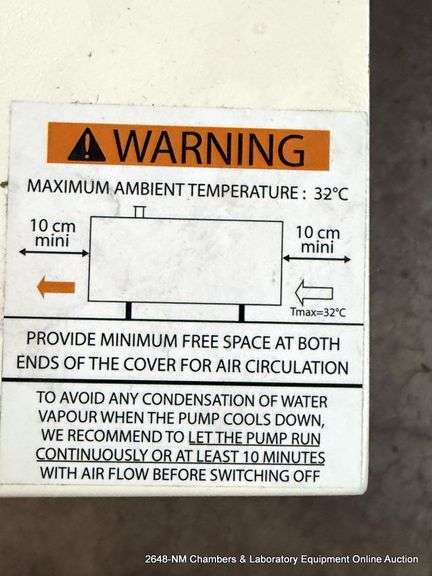 WARNING
MAXIMUM AMBIENT TEMPERATURE : 32°C
10 cm
mini
10 cm
mini
Tmax=32°C
PROVIDE MINIMUM FREE SPACE AT BOTH
ENDS OF THE COVER FOR AIR CIRCULATION
TO AVOID ANY CONDENSATION OF WATER
VAPOUR WHEN THE PUMP COOLS DOWN,
WE RECOMMEND TO LET THE PUMP RUN
CONTINUOUSLY OR AT LEAST 10 MINUTES
WITH AIR FLOW BEFORE SWITCHING OFF
2648-NM Chambers & Laboratory Equipment Online Auction